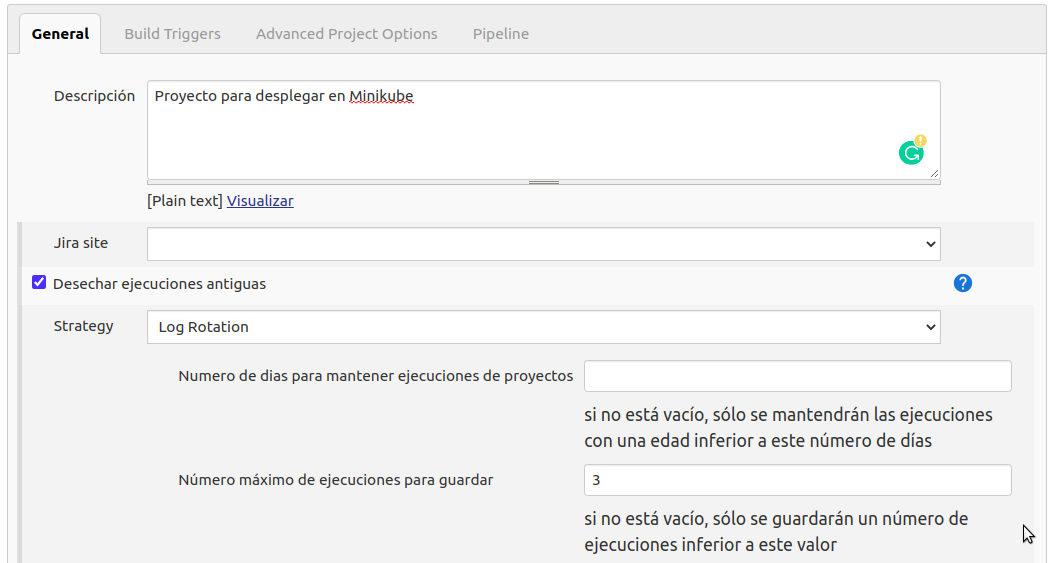 General Build Triggers Advanced Project Options Pipeline
Descripción
Proyecto para desplegar en Minikube
[Plain text] Visualizar
Jira site
Desechar ejecuciones antiguas
Strategy Log Rotation
Numero de dias para mantener ejecuciones de proyectos
si no está vacío, sólo se mantendrán las ejecuciones
con una edad inferior a este número de días
Número máximo de ejecuciones para guardar 3
si no está vacío, sólo se guardarán un número de
ejecuciones inferior a este valor